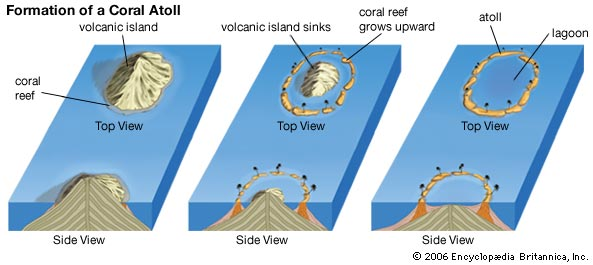 Formation of a Coral Atoll
volcanic island
coral
reef
Top View
Side View
volcanic island sinks
coral reef
grows upward
Top View
Side View
atoll
lagoon
Top View
Side View
© 2006 Encyclopædia Britannica, Inc.